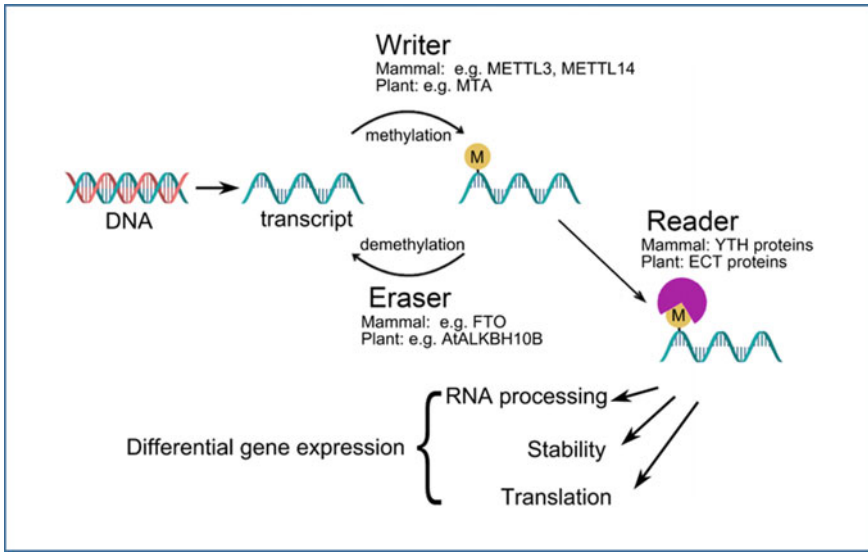 Writer
Mammal: e.g. METTL3, METTL14
Plant: e.g. MTA
methylation
M
DNA
transcript
demethylation
Eraser
Mammal: e.g. FTO
Plant: e.g. AtALKBH10B
Reader
Mammal: YTH proteins
Plant: ECT proteins
M
RNA processing
Differential gene expression
Stability
Translation